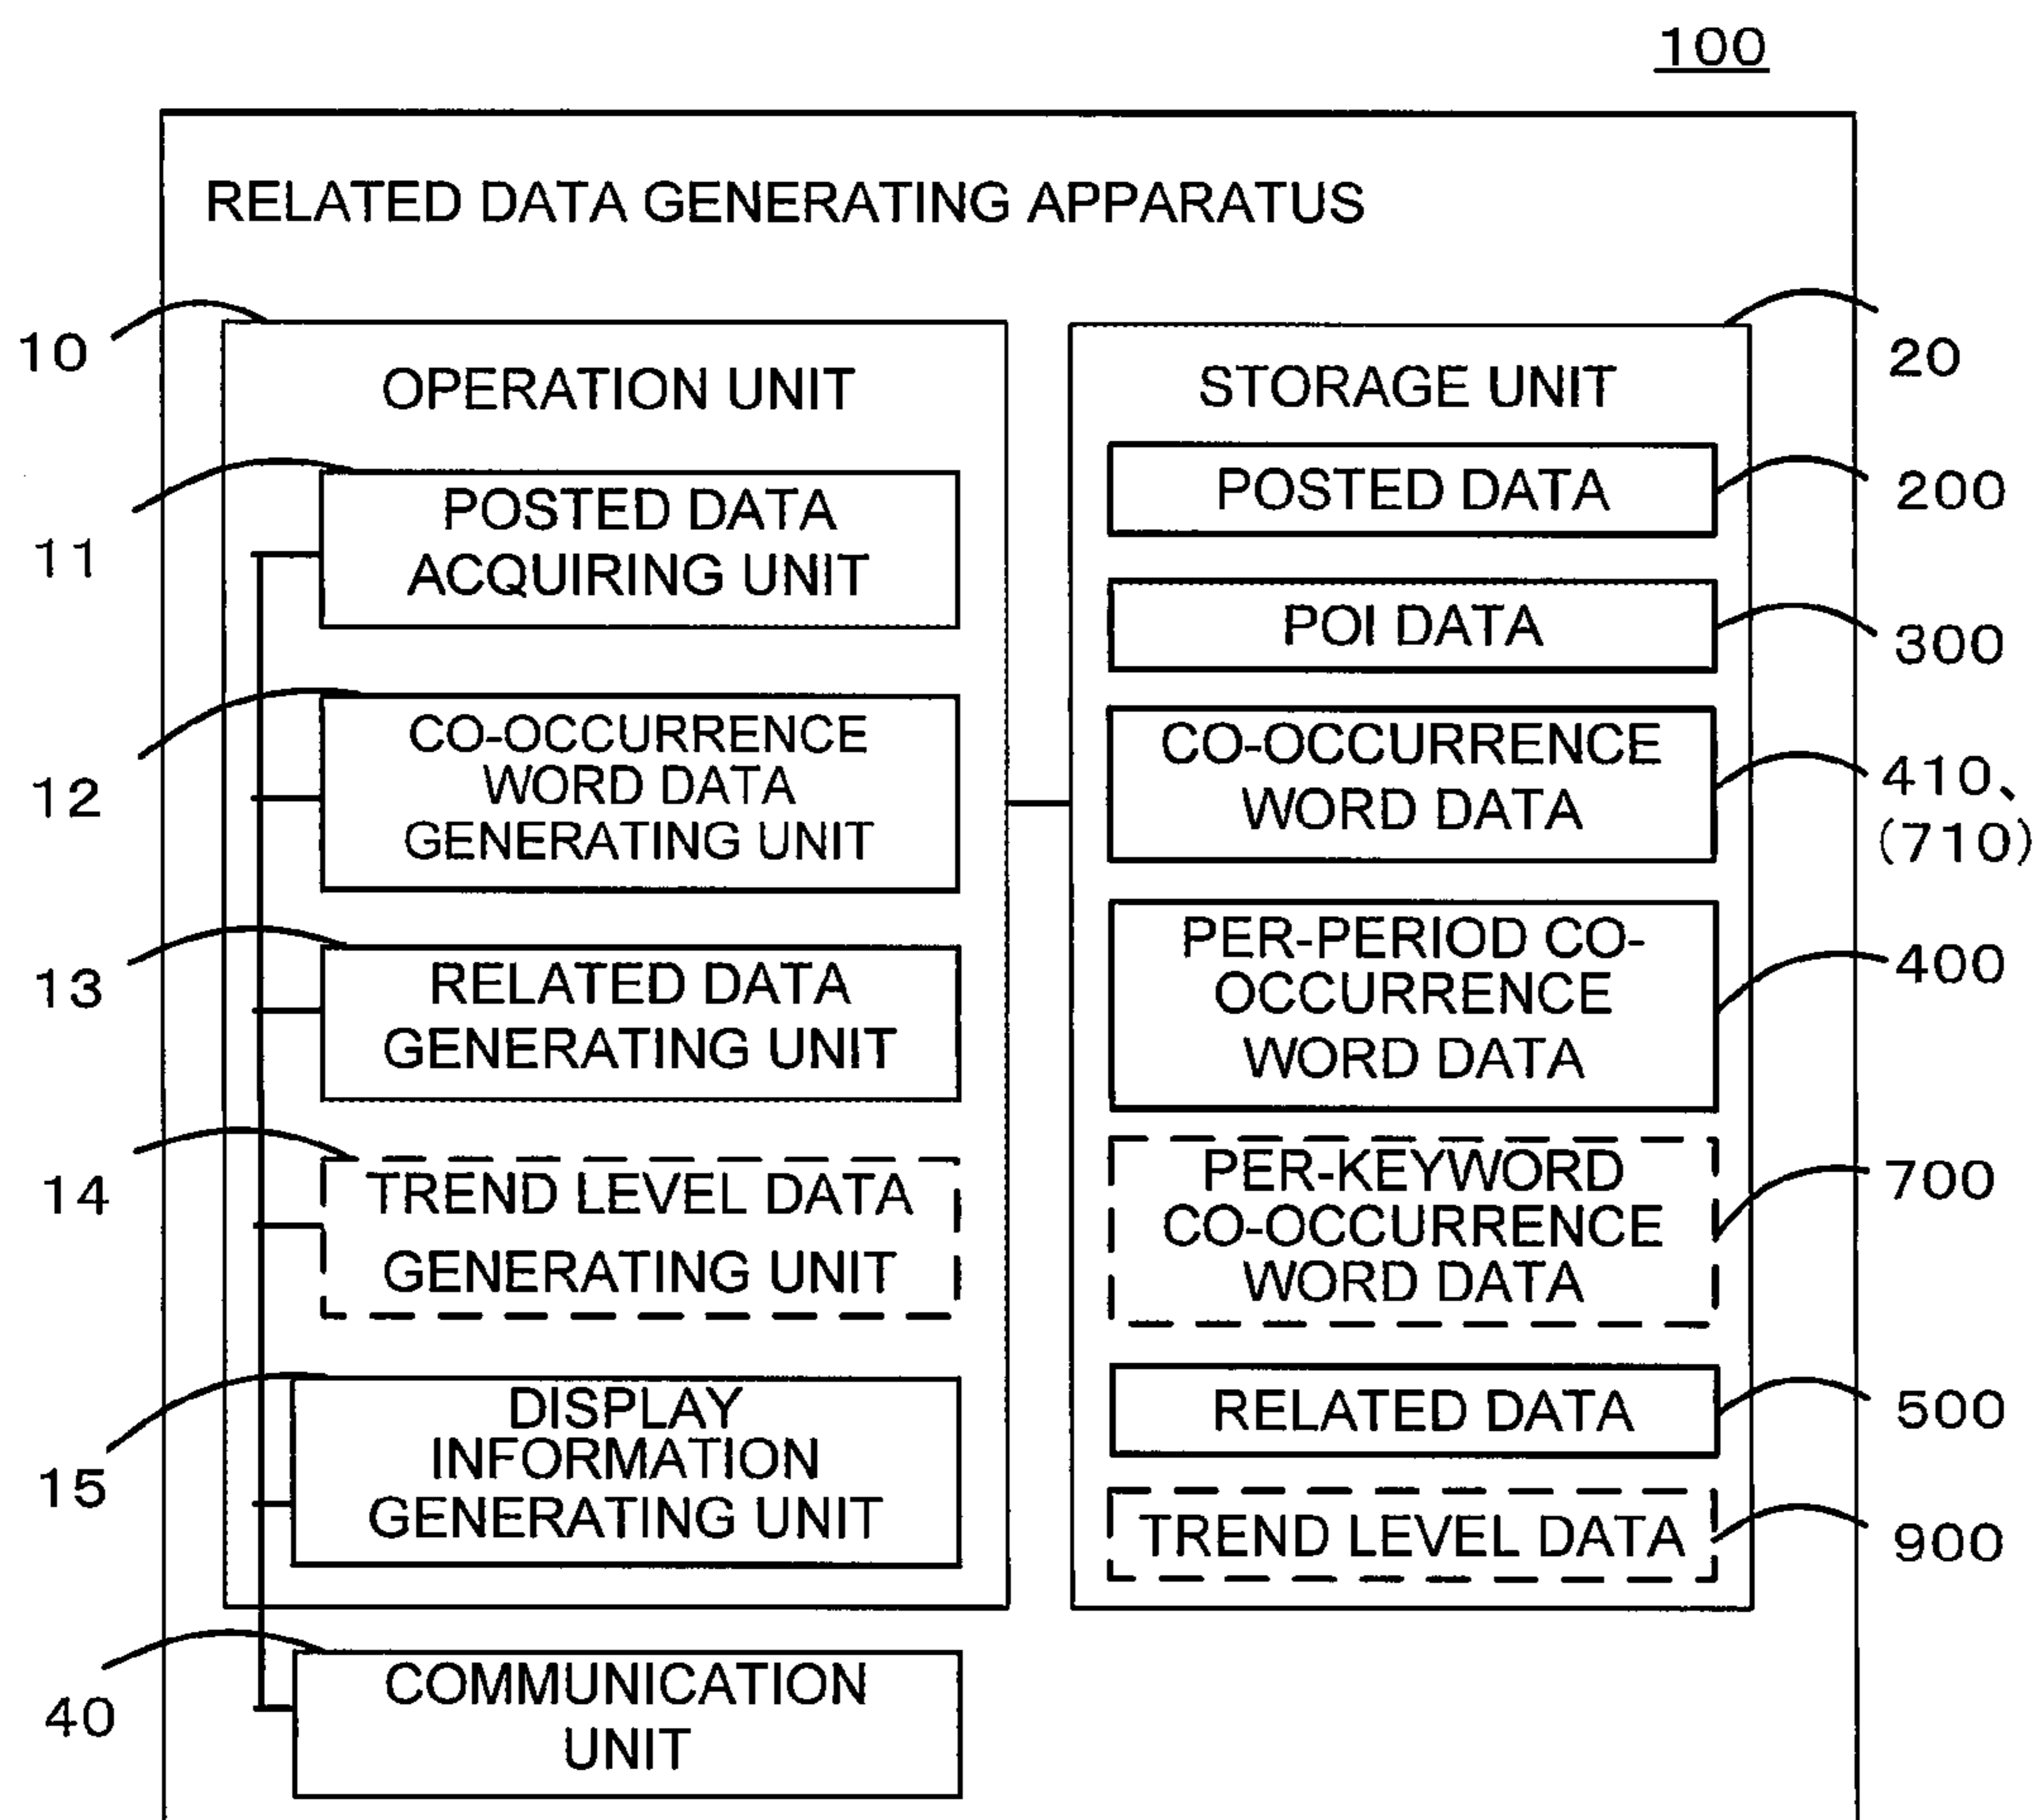 100
RELATED DATA GENERATING APPARATUS
10
OPERATION UNIT
11
POSTED DATA
ACQUIRING UNIT
12
CO-OCCURRENCE
WORD DATA
GENERATING UNIT
13
RELATED DATA
GENERATING UNIT
14
TREND LEVEL DATA
GENERATING UNIT
15
DISPLAY
INFORMATION
GENERATING UNIT
40
COMMUNICATION
UNIT
20
STORAGE UNIT
POSTED DATA
200
POI DATA
300
CO-OCCURRENCE
WORD DATA
410、
(710)
PER-PERIOD CO-
OCCURRENCE
WORD DATA
400
PER-KEYWORD
CO-OCCURRENCE
WORD DATA
700
RELATED DATA
500
TREND LEVEL DATA
900